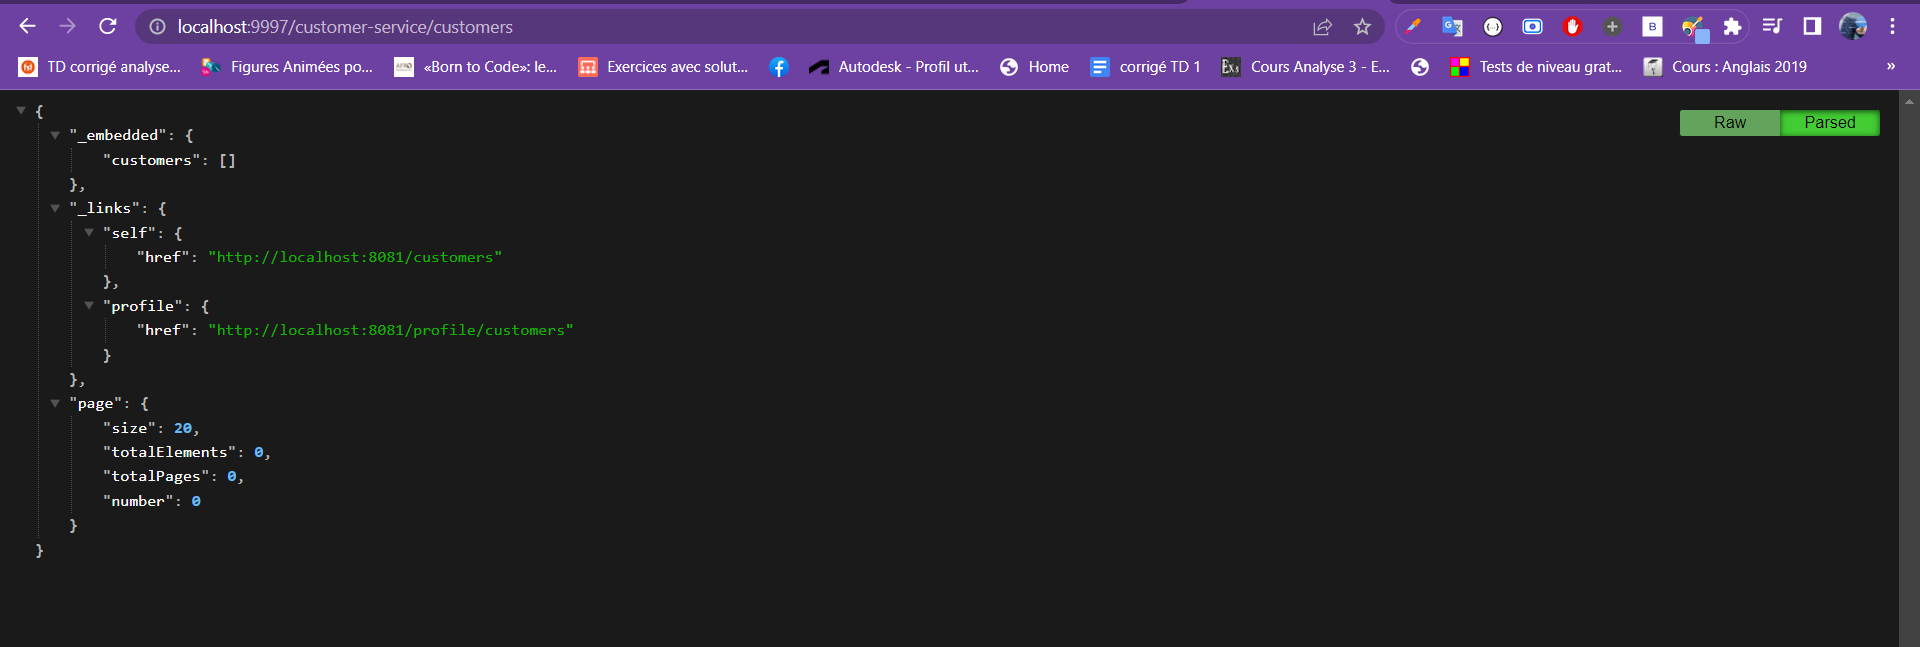 localhost:9997/customer-service/customers
TD corrigé analyse... Figures Animées po... «Born to Code»: le... Exercices avec solut... Autodesk - Profil ut... Home corrigé TD 1 Exs Cours Analyse 3 - E... Tests de niveau grat... Cours : Anglais 2019 »
Raw Parsed
{
"_embedded": {
"customers": []
},
"_links": {
"self": {
"href": "http://localhost:8081/customers"
},
"profile": {
"href": "http://localhost:8081/profile/customers"
}
},
"page": {
"size": 20,
"totalElements": 0,
"totalPages": 0,
"number": 0
}
}